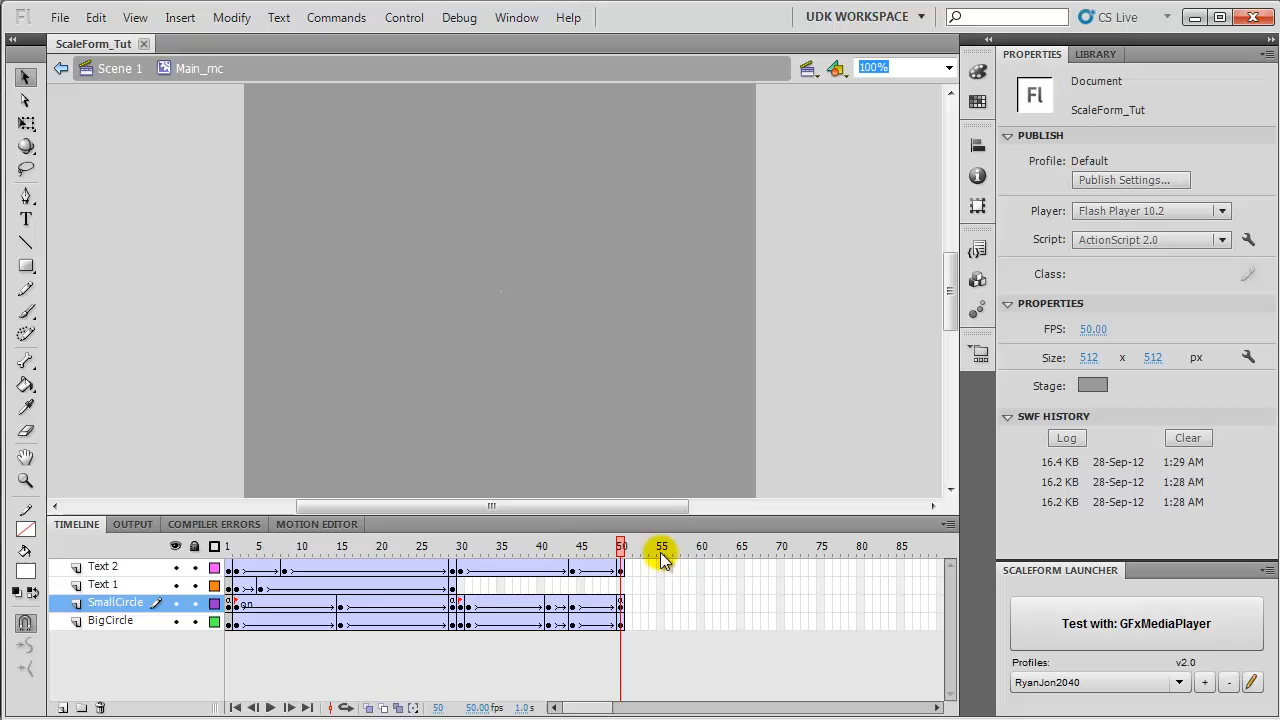 Fl File Edit View Insert Modify Text Commands Control Debug Window Help UDK WORKSPACE CS Live
ScaleForm_Tut
Scene 1 Main_mc 100%
PROPERTIES LIBRARY
Fl
Document
ScaleForm_Tut
PUBLISH
Profile: Default
Publish Settings...
Player: Flash Player 10.2
Script: ActionScript 2.0
Class:
PROPERTIES
FPS: 50.00
Size: 512 x 512 px
Stage:
SWF HISTORY
Log Clear
16.4 KB 28-Sep-12 1:29 AM
16.2 KB 28-Sep-12 1:28 AM
16.2 KB 28-Sep-12 1:28 AM
TIMELINE OUTPUT COMPILER ERRORS MOTION EDITOR
1 5 10 15 20 25 30 35 40 45 50 55 60 65 70 75 80 85
Text 2
Text 1
SmallCircle on
BigCircle
50 50.00 fps 1.0 s
SCALEFORM LAUNCHER
Test with: GFxMediaPlayer
Profiles: v2.0
RyanJon2040 + -